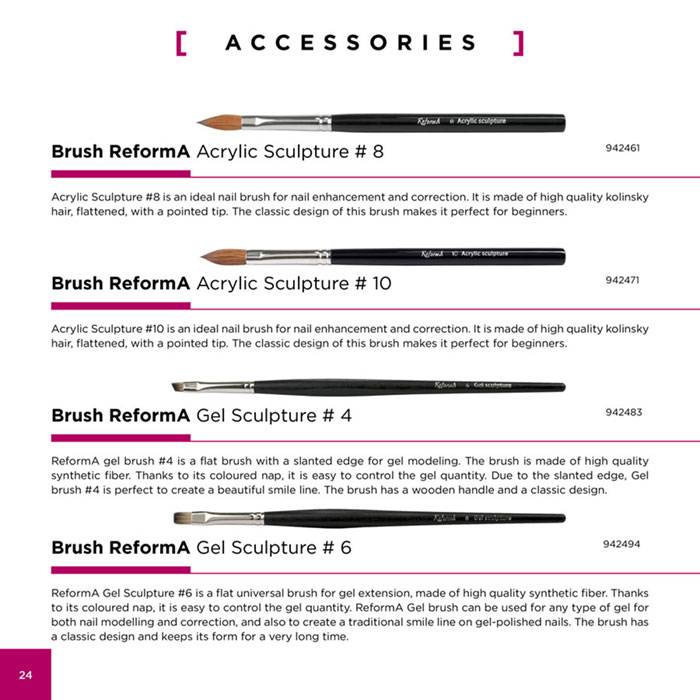 [ ACCESSORIES ]
ReformA 8 Acrylic sculpture
Brush ReformA Acrylic Sculpture # 8
942461
Acrylic Sculpture #8 is an ideal nail brush for nail enhancement and correction. It is made of high quality kolinsky
hair, flattened, with a pointed tip. The classic design of this brush makes it perfect for beginners.
ReformA 10 Acrylic sculpture
Brush ReformA Acrylic Sculpture # 10
942471
Acrylic Sculpture #10 is an ideal nail brush for nail enhancement and correction. It is made of high quality kolinsky
hair, flattened, with a pointed tip. The classic design of this brush makes it perfect for beginners.
ReformA Gel sculpture
Brush ReformA Gel Sculpture # 4
942483
ReformA gel brush #4 is a flat brush with a slanted edge for gel modeling. The brush is made of high quality
synthetic fiber. Thanks to its coloured nap, it is easy to control the gel quantity. Due to the slanted edge, Gel
brush #4 is perfect to create a beautiful smile line. The brush has a wooden handle and a classic design.
ReformA Gel sculpture
Brush ReformA Gel Sculpture # 6
942494
ReformA Gel Sculpture #6 is a flat universal brush for gel extension, made of high quality synthetic fiber. Thanks
to its coloured nap, it is easy to control the gel quantity. ReformA Gel brush can be used for any type of gel for
both nail modelling and correction, and also to create a traditional smile line on gel-polished nails. The brush has
a classic design and keeps its form for a very long time.
24